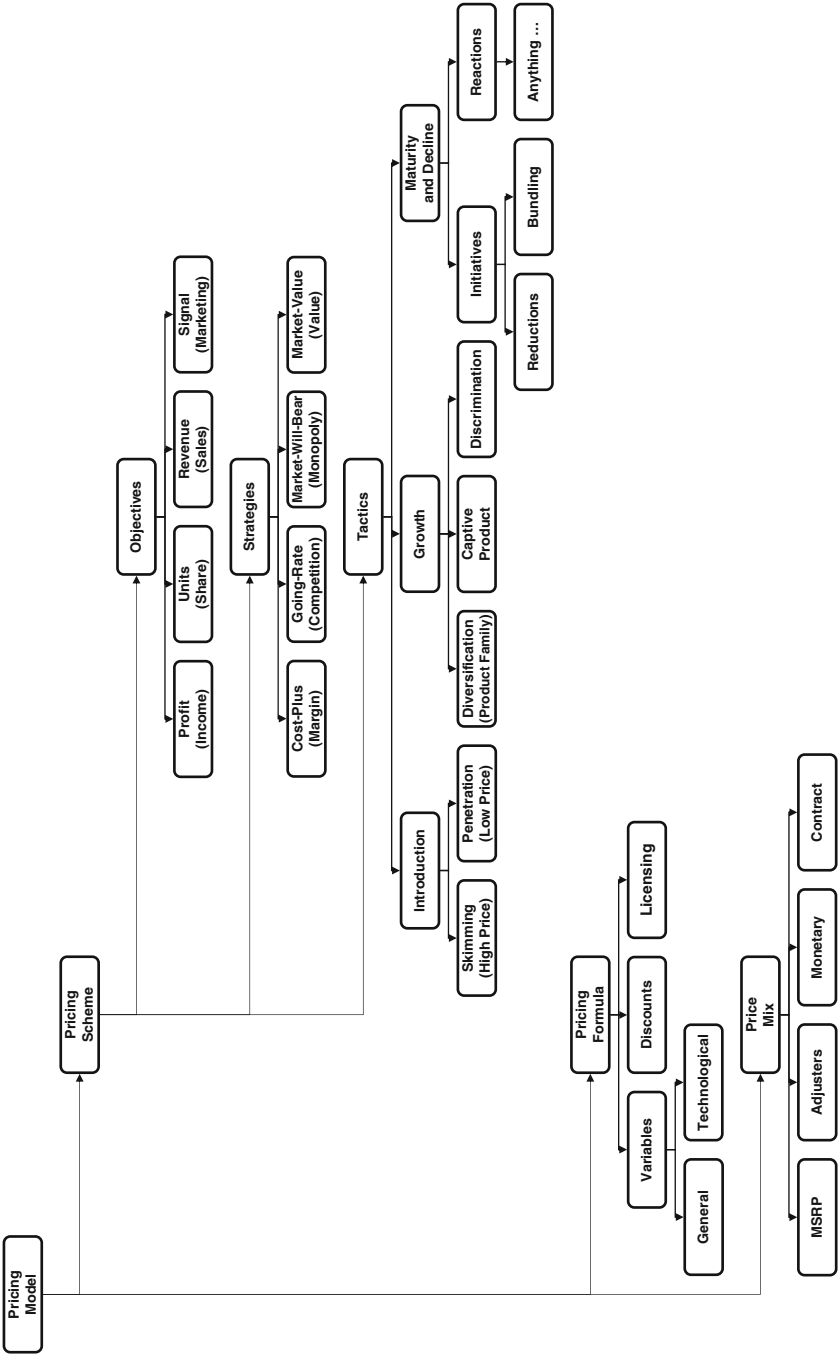 Pricing
Model
Pricing
Scheme
Objectives
Profit
(Income)
Units
(Share)
Revenue
(Sales)
Signal
(Marketing)
Strategies
Cost-Plus
(Margin)
Going-Rate
(Competition)
Market-Will-Bear
(Monopoly)
Market-Value
(Value)
Tactics
Introduction
Skimming
(High Price)
Penetration
(Low Price)
Growth
Diversification
(Product Family)
Captive
Product
Discrimination
Maturity
and Decline
Initiatives
Reductions
Bundling
Reactions
Anything ...
Pricing
Formula
Variables
General
Technological
Discounts
Licensing
Price
Mix
MSRP
Adjusters
Monetary
Contract